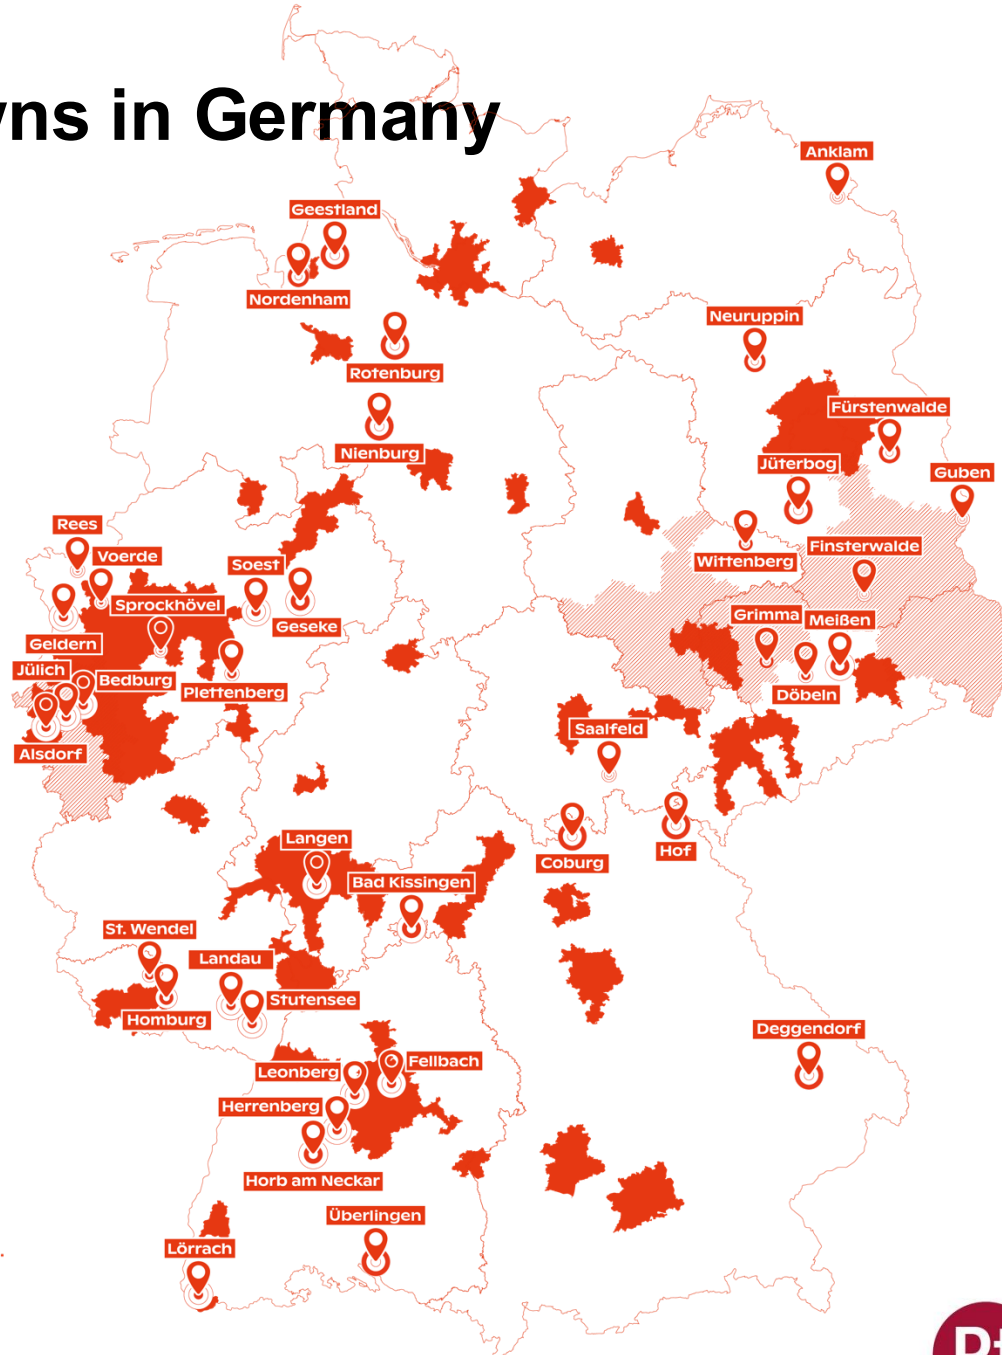 wns in Germany
Anklam
Geestland
Nordenham
Neuruppin
Rotenburg
Fürstenwalde
Nienburg
Jüterbog
Guben
Rees
Voerde
Finsterwalde
Soest
Wittenberg
Sprockhövel
Grimma
Meißen
Geseke
Geldern
Jülich
Bedburg
Plettenberg
Döbeln
Saalfeld
Alsdorf
Langen
Hof
Coburg
Bad Kissingen
St. Wendel
Landau
Stutensee
Homburg
Deggendorf
Fellbach
Leonberg
Herrenberg
Horb am Neckar
Überlingen
Lörrach